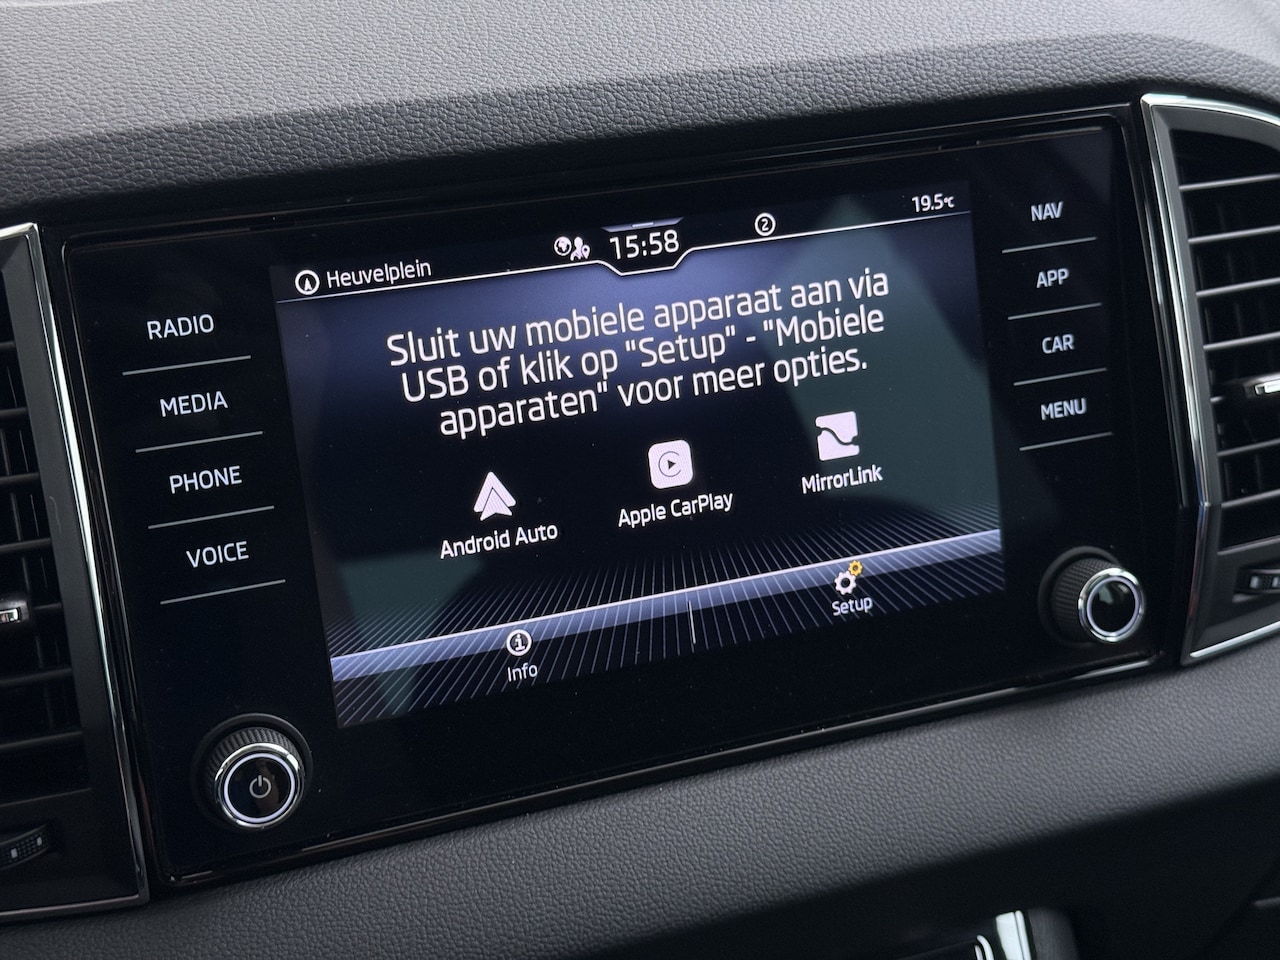 Heuvelplein
15:58
2
19.5°C
Sluit uw mobiele apparaat aan via
USB of klik op "Setup" - "Mobiele
apparaten" voor meer opties.
Android Auto
Apple CarPlay
MirrorLink
Info
Setup
RADIO
MEDIA
PHONE
VOICE
NAV
APP
CAR
MENU